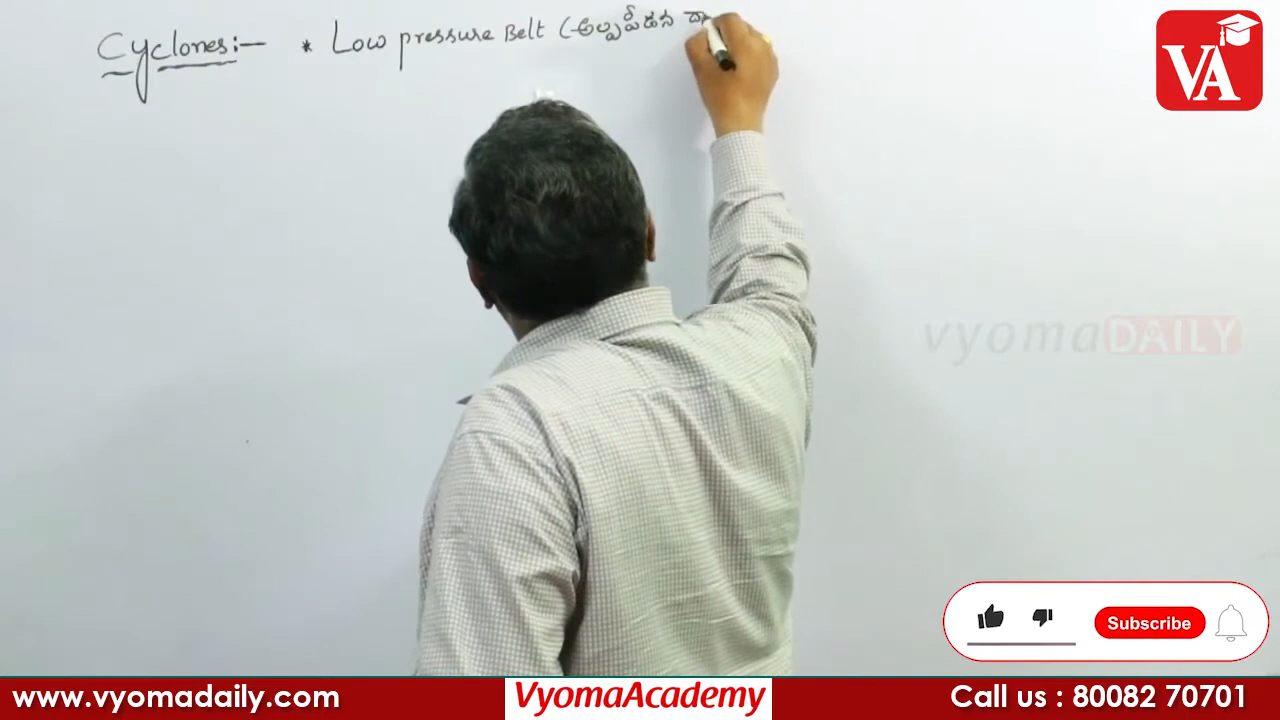 Cyclones:- * Low pressure Belt (అల్పపీడన
VA
vyomaDAILY
Subscribe
www.vyomadaily.com VyomaAcademy Call us : 80082 70701